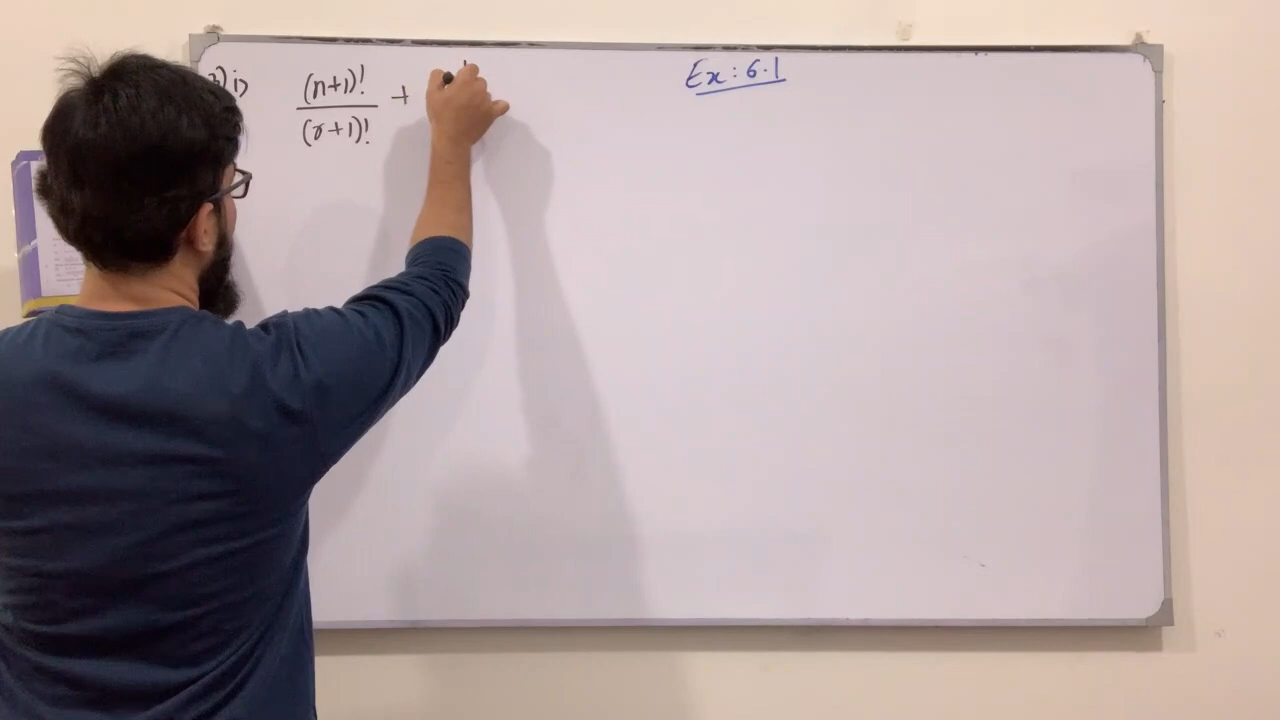 Ex: 6.1
i) (n+1)! / (r+1)! +